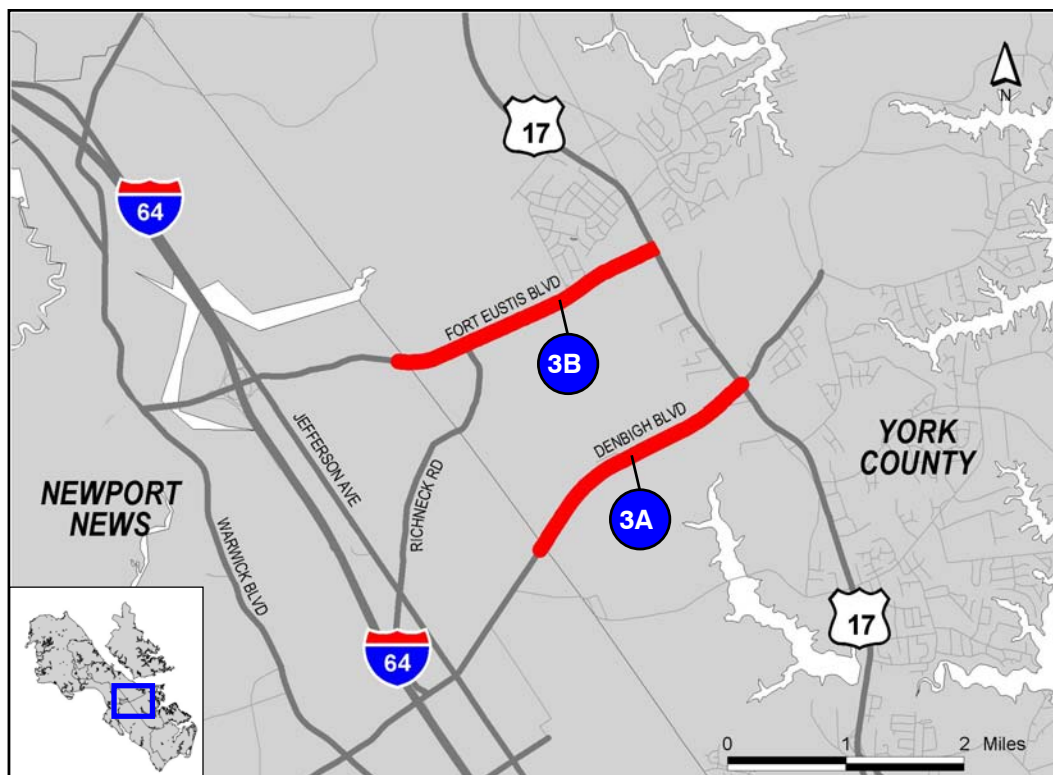 N
17
64
FORT EUSTIS BLVD
3B
JEFFERSON AVE
DENBIGH BLVD
YORK
COUNTY
NEWPORT
NEWS
RICHNECK RD
3A
WARWICK BLVD
17
64
0 1 2 Miles